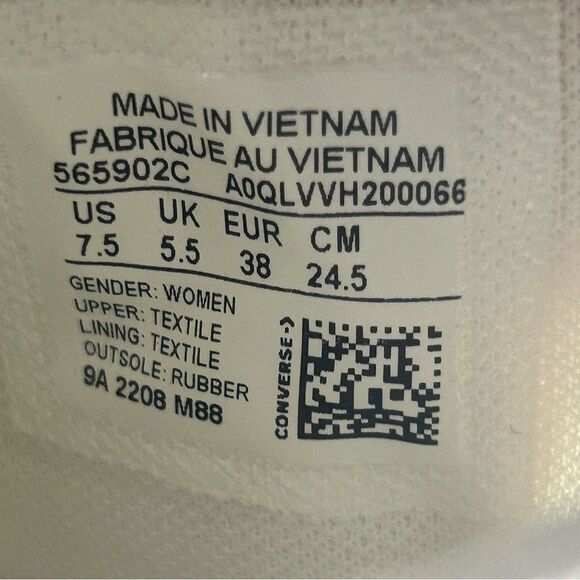 MADE IN VIETNAM
FABRIQUE AU VIETNAM
565902C A0QLVVH200066
US UK EUR CM
7.5 5.5 38 24.5
GENDER: WOMEN
UPPER: TEXTILE
LINING: TEXTILE
OUTSOLE: RUBBER
9A 2208 M88
CONVERSE->